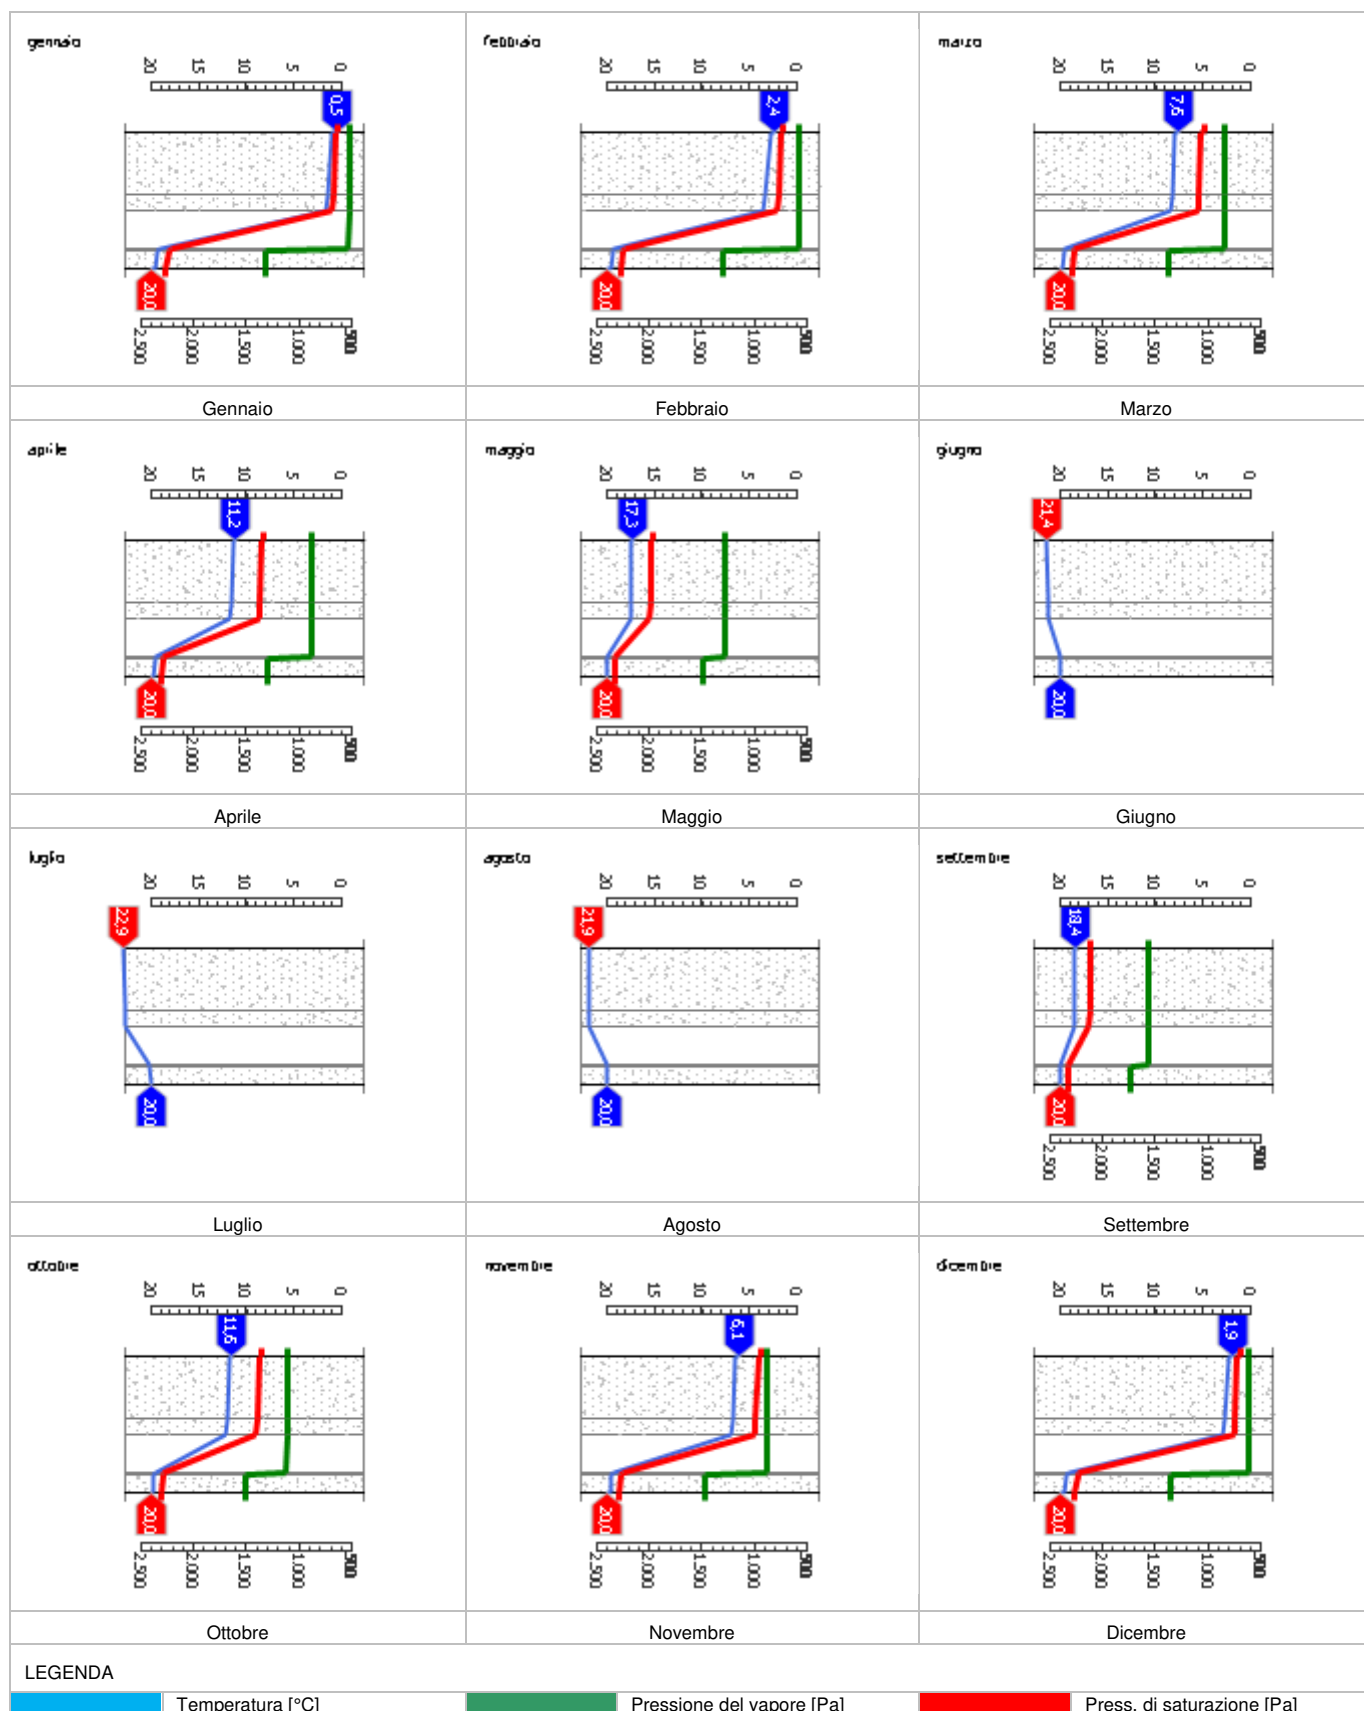 gennaio
febbraio
marzo
20 15 10 5 0
20 15 10 5 0
20 15 10 5 0
0,5
2,4
7,6
20,0
20,0
20,0
2.500 2.000 1.500 1.000 500
2.500 2.000 1.500 1.000 500
2.500 2.000 1.500 1.000 500
Gennaio
Febbraio
Marzo
aprile
maggio
giugno
20 15 10 5 0
20 15 10 5 0
20 15 10 5 0
11,2
17,3
21,4
20,0
20,0
20,0
2.500 2.000 1.500 1.000 500
2.500 2.000 1.500 1.000 500
Aprile
Maggio
Giugno
luglio
agosto
settembre
20 15 10 5 0
20 15 10 5 0
20 15 10 5 0
22,9
21,9
18,4
20,0
20,0
20,0
2.500 2.000 1.500 1.000 500
Luglio
Agosto
Settembre
ottobre
novembre
dicembre
20 15 10 5 0
20 15 10 5 0
20 15 10 5 0
11,6
6,1
1,9
20,0
20,0
20,0
2.500 2.000 1.500 1.000 500
2.500 2.000 1.500 1.000 500
2.500 2.000 1.500 1.000 500
Ottobre
Novembre
Dicembre
LEGENDA
Temperatura [°C]
Pressione del vapore [Pa]
Press. di saturazione [Pa]